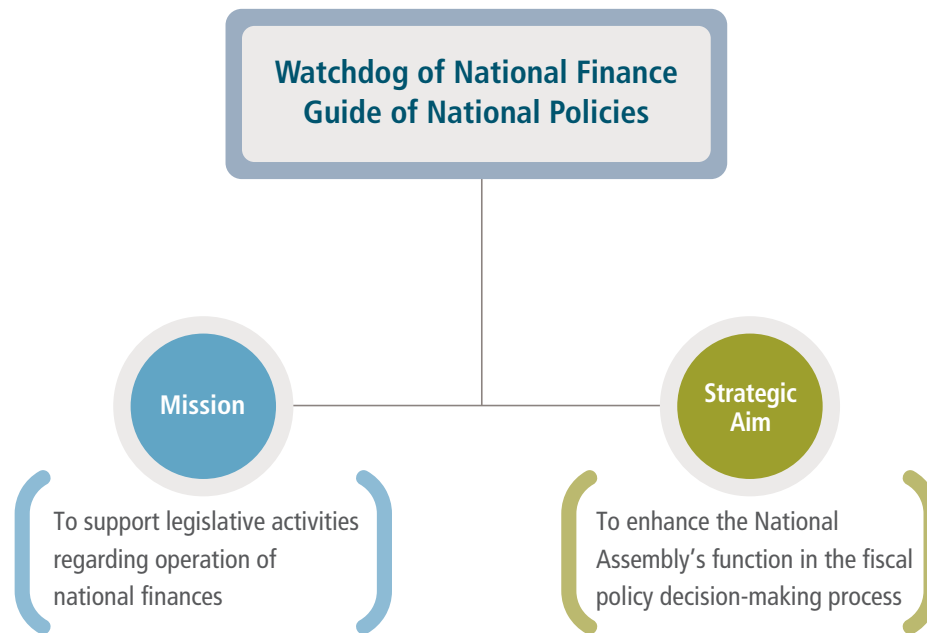 Watchdog of National Finance
Guide of National Policies
Mission
To support legislative activities
regarding operation of
national finances
Strategic
Aim
To enhance the National
Assembly’s function in the fiscal
policy decision-making process